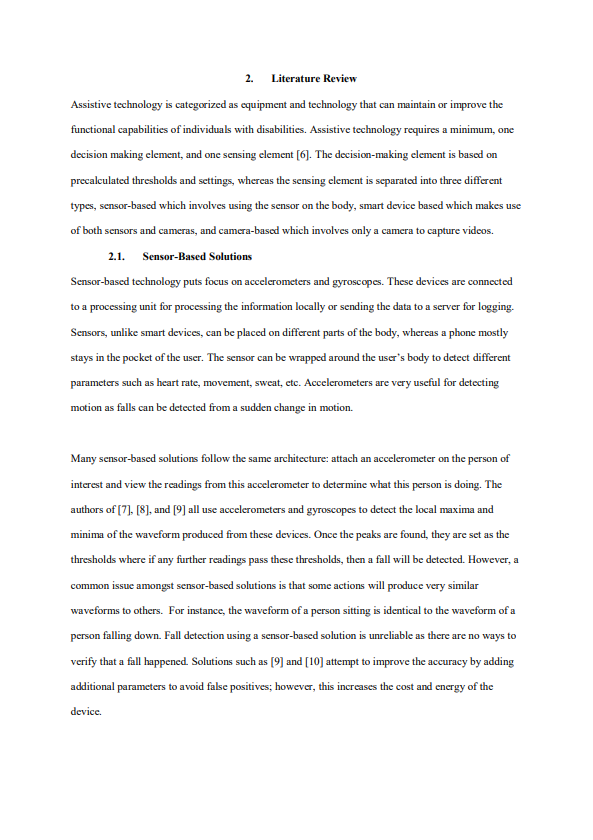 2. Literature Review
Assistive technology is categorized as equipment and technology that can maintain or improve the
functional capabilities of individuals with disabilities. Assistive technology requires a minimum, one
decision making element, and one sensing element [6]. The decision-making element is based on
precalculated thresholds and settings, whereas the sensing element is separated into three different
types, sensor-based which involves using the sensor on the body, smart device based which makes use
of both sensors and cameras, and camera-based which involves only a camera to capture videos.
2.1. Sensor-Based Solutions
Sensor-based technology puts focus on accelerometers and gyroscopes. These devices are connected
to a processing unit for processing the information locally or sending the data to a server for logging.
Sensors, unlike smart devices, can be placed on different parts of the body, whereas a phone mostly
stays in the pocket of the user. The sensor can be wrapped around the user's body to detect different
parameters such as heart rate, movement, sweat, etc. Accelerometers are very useful for detecting
motion as falls can be detected from a sudden change in motion.
Many sensor-based solutions follow the same architecture: attach an accelerometer on the person of
interest and view the readings from this accelerometer to determine what this person is doing. The
authors of [7], [8], and [9] all use accelerometers and gyroscopes to detect the local maxima and
minima of the waveform produced from these devices. Once the peaks are found, they are set as the
thresholds where if any further readings pass these thresholds, then a fall will be detected. However, a
common issue amongst sensor-based solutions is that some actions will produce very similar
waveforms to others. For instance, the waveform of a person sitting is identical to the waveform of a
person falling down. Fall detection using a sensor-based solution is unreliable as there are no ways to
verify that a fall happened. Solutions such as [9] and [10] attempt to improve the accuracy by adding
additional parameters to avoid false positives; however, this increases the cost and energy of the
device.